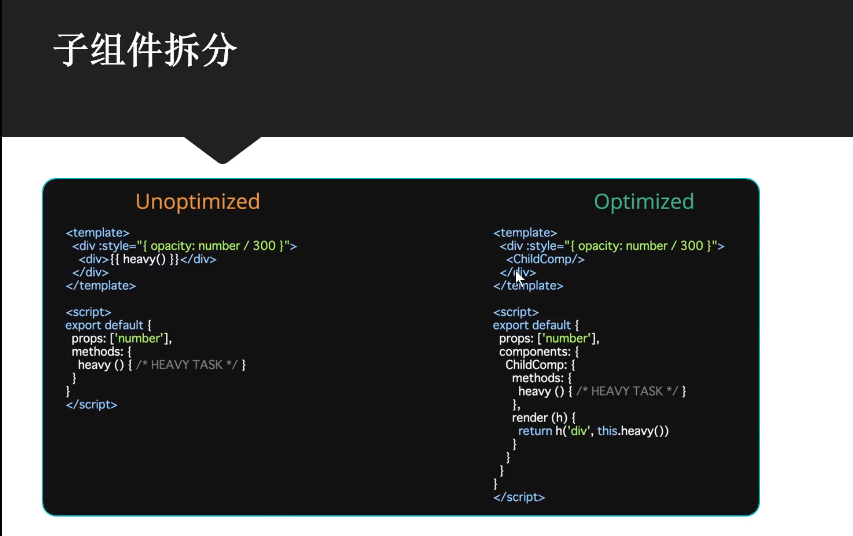 子组件拆分
Unoptimized
<template>
<div :style="{ opacity: number / 300 }">
<div>{{ heavy() }}</div>
</div>
</template>
<script>
export default {
props: ['number'],
methods: {
heavy () { /* HEAVY TASK */ }
}
}
</script>
Optimized
<template>
<div :style="{ opacity: number / 300 }">
<ChildComp/>
</div>
</template>
<script>
export default {
props: ['number'],
components: {
ChildComp: {
methods: {
heavy () { /* HEAVY TASK */ }
},
render (h) {
return h('div', this.heavy())
}
}
}
}
</script>